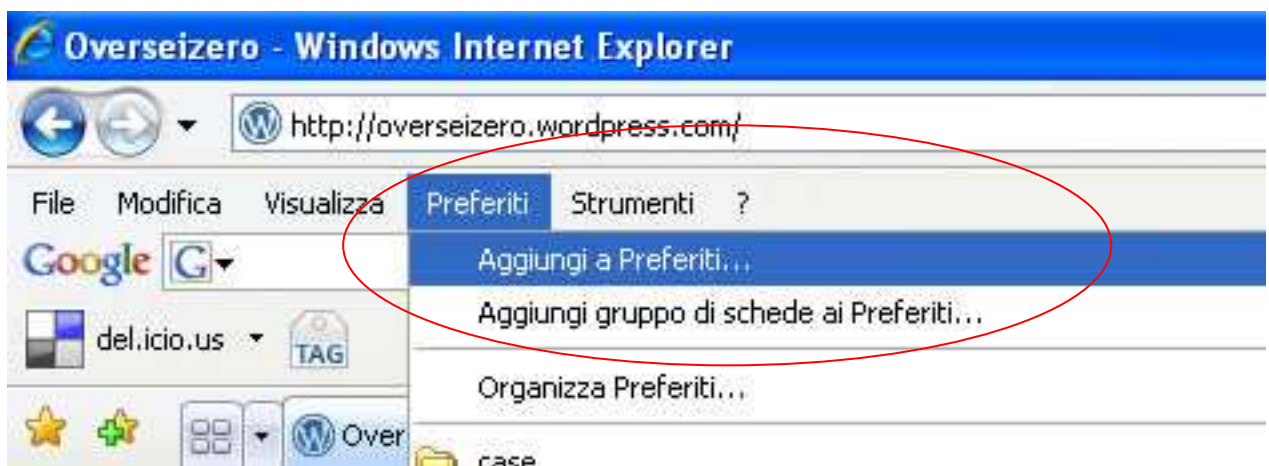 Overseizero - Windows Internet Explorer
http://overseizero.wordpress.com/
File Modifica Visualizza Preferiti Strumenti ?
Google G
Aggiungi a Preferiti...
Aggiungi gruppo di schede ai Preferiti...
del.icio.us TAG
Organizza Preferiti...
Over
case